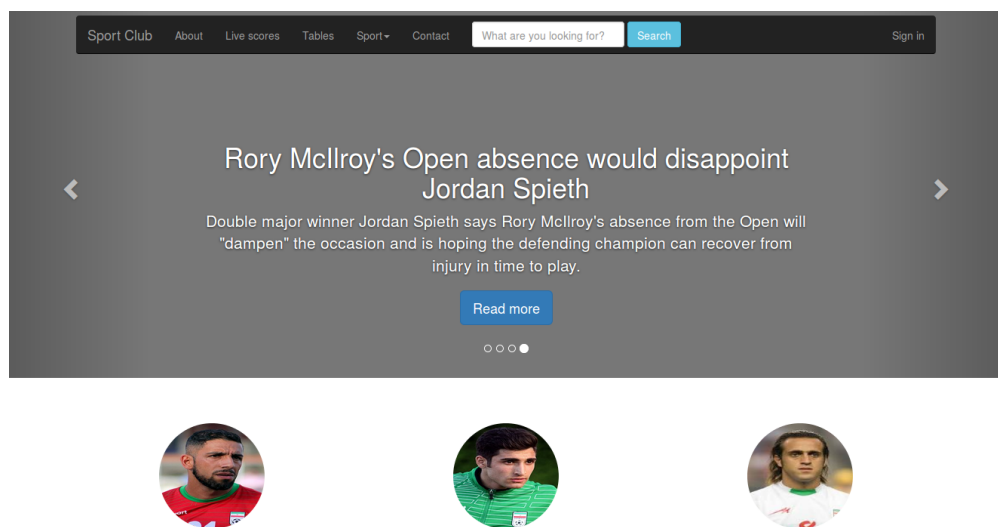 Sport Club About Live scores Tables Sport Contact What are you looking for? Search Sign in
Rory McIlroy's Open absence would disappoint
Jordan Spieth
Double major winner Jordan Spieth says Rory McIlroy's absence from the Open will
"dampen" the occasion and is hoping the defending champion can recover from
injury in time to play.
Read more